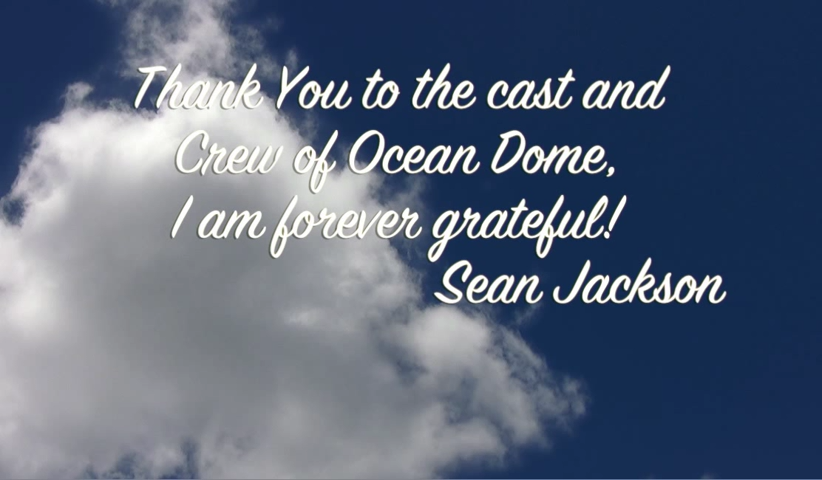 Thank You to the cast and
Crew of Ocean Dome,
I am forever grateful!
Sean Jackson